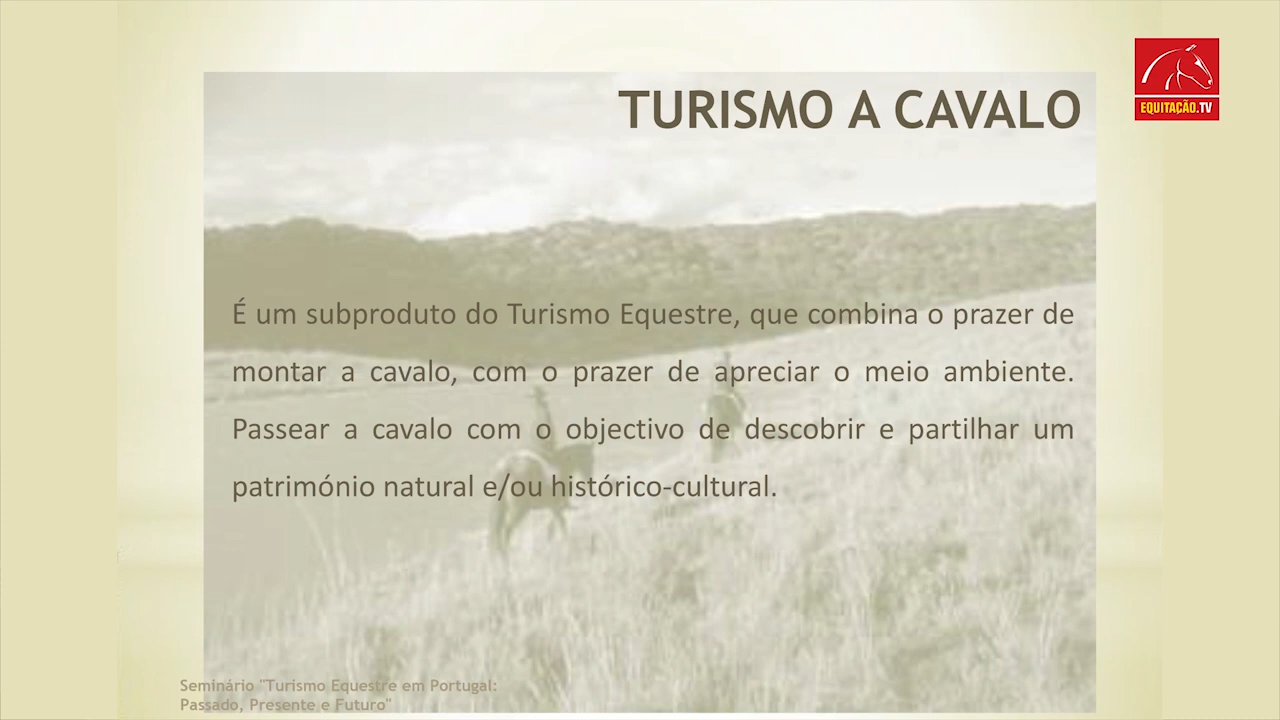 EQUITAÇÃO.TV
TURISMO A CAVALO
É um subproduto do Turismo Equestre, que combina o prazer de
montar a cavalo, com o prazer de apreciar o meio ambiente.
Passear a cavalo com o objectivo de descobrir e partilhar um
património natural e/ou histórico-cultural.
Seminário "Turismo Equestre em Portugal:
Passado, Presente e Futuro"